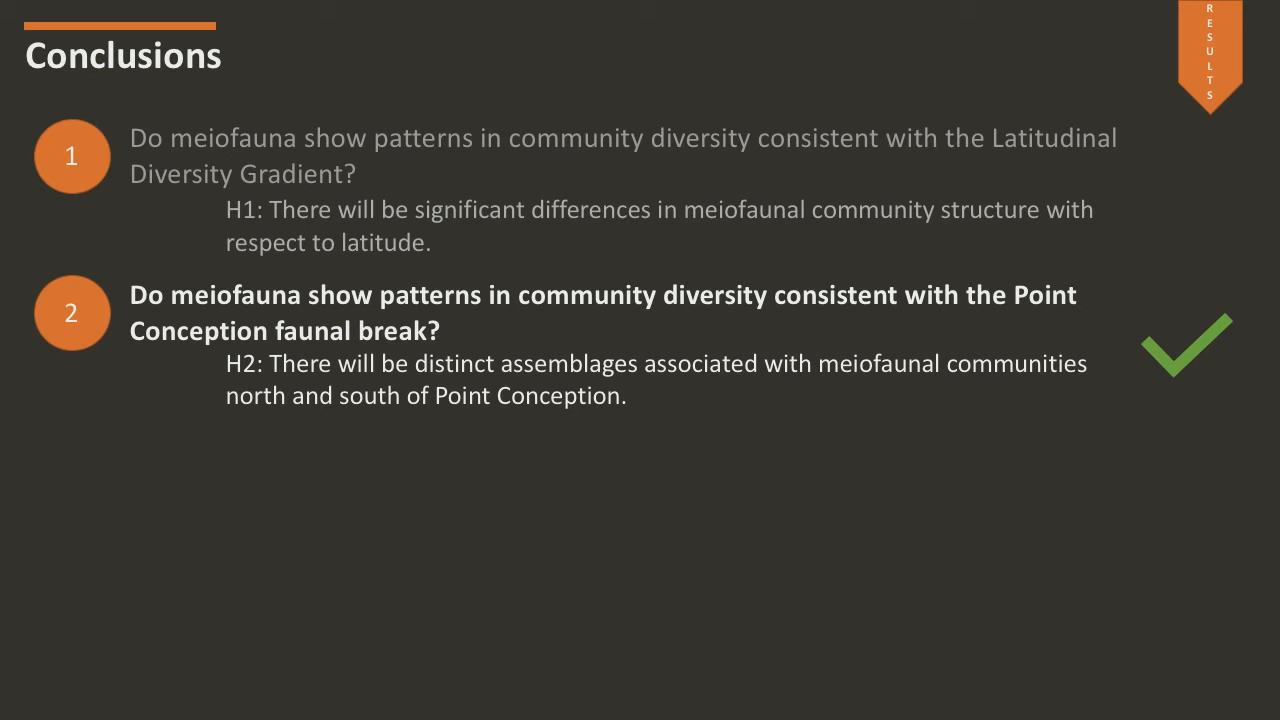 Conclusions
RESULTS
1
Do meiofauna show patterns in community diversity consistent with the Latitudinal
Diversity Gradient?
H1: There will be significant differences in meiofaunal community structure with
respect to latitude.
2
Do meiofauna show patterns in community diversity consistent with the Point
Conception faunal break?
H2: There will be distinct assemblages associated with meiofaunal communities
north and south of Point Conception.